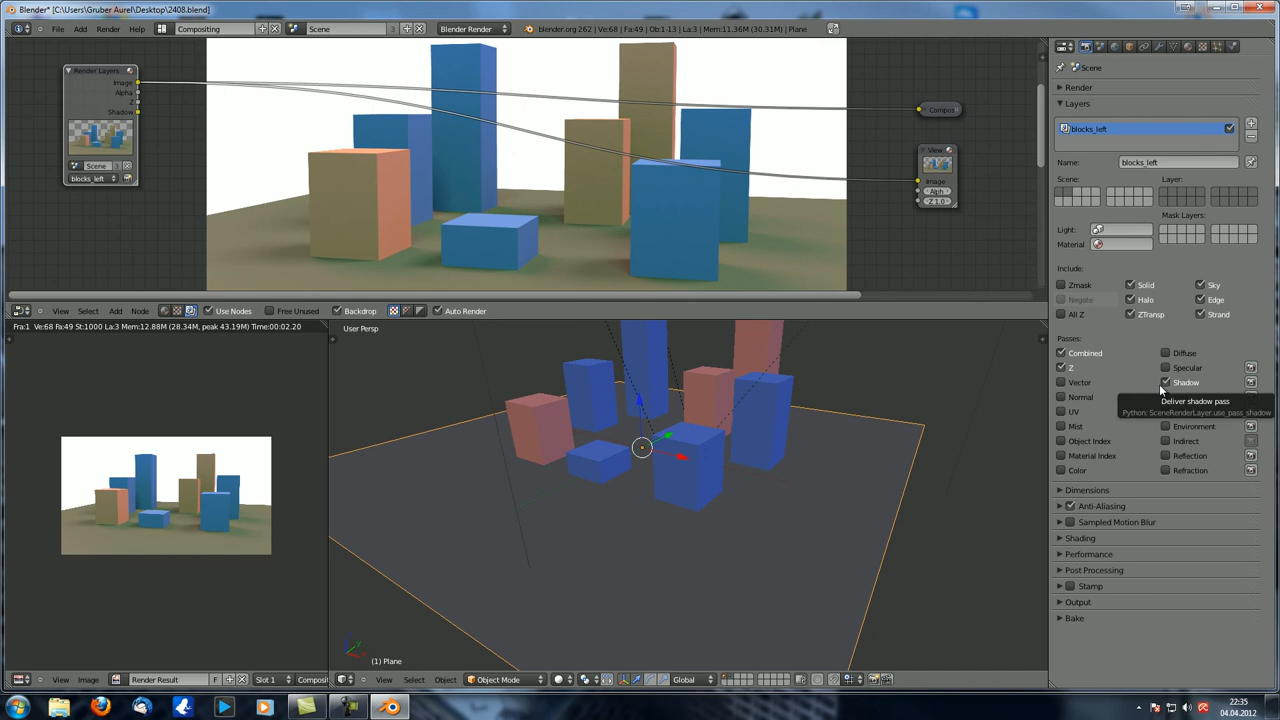 Blender* [C:\Users\Gruber Aurel\Desktop\2408.blend]
File Add Render Help Compositing Scene 3 Blender Render blender.org 262 | Ve:68 | Fa:49 | Ob:1-13 | La:3 | Mem:11.36M (30.31M) | Plane
Render Layers
Image
Alpha
Z
Shadow
Scene 3
blocks_left
Compos
View
Image
Alph
Z 1.0
View Select Add Node Use Nodes Free Unused Backdrop Auto Render
Fra:1 Ve:68 Fa:49 St:1000 La:3 Mem:12.88M (28.34M, peak 43.19M) Time:00:02.20
User Persp
(1) Plane
View Image Render Result F Slot 1 Composit
View Select Object Object Mode Global
Scene
Render
Layers
blocks_left
Name: blocks_left
Scene: Layer:
Mask Layers:
Light:
Material
Include:
Zmask Solid Sky
Negate Halo Edge
All Z ZTransp Strand
Passes:
Combined Diffuse
Z Specular
Vector Shadow
Normal
Deliver shadow pass
UV
Python: SceneRenderLayer.use_pass_shadow
Mist Environment
Object Index Indirect
Material Index Reflection
Color Refraction
Dimensions
Anti-Aliasing
Sampled Motion Blur
Shading
Performance
Post Processing
Stamp
Output
Bake
22:35
04.04.2012